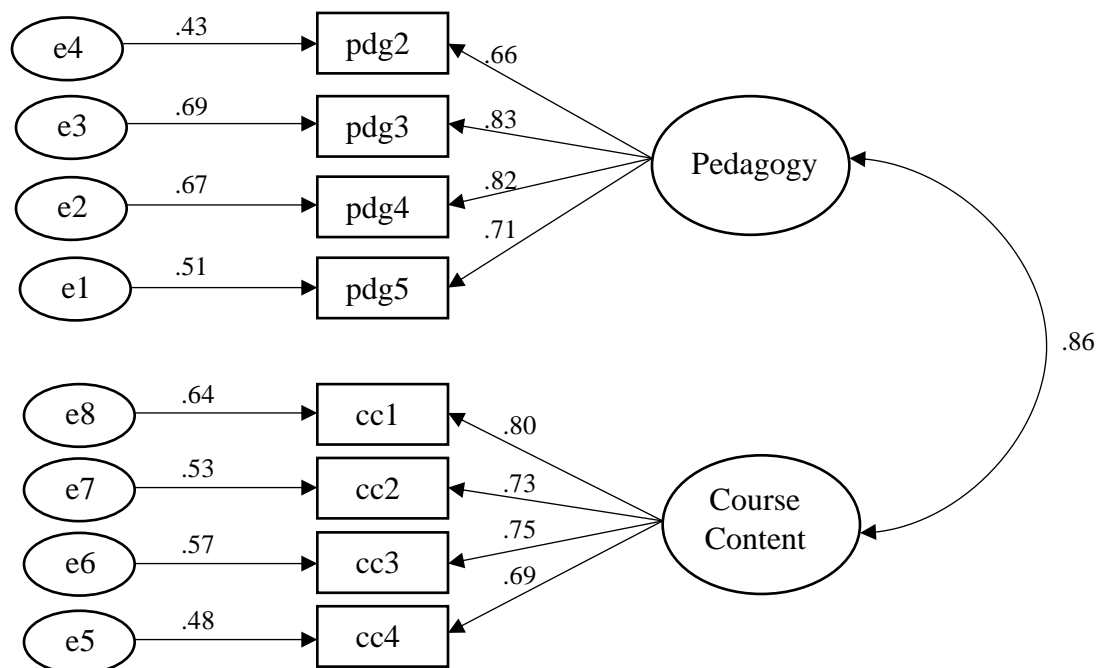 e4
.43
pdg2
.66
e3
.69
pdg3
.83
Pedagogy
e2
.67
pdg4
.82
e1
.51
pdg5
.71
.86
e8
.64
cc1
.80
e7
.53
cc2
.73
Course
Content
e6
.57
cc3
.75
e5
.48
cc4
.69